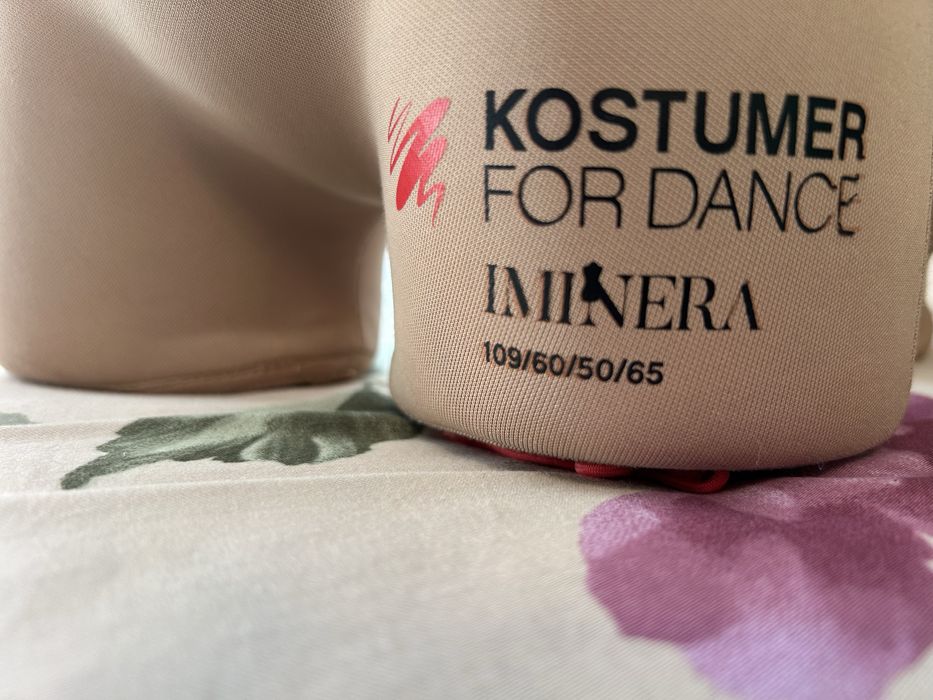 KOSTUMER
FOR DANCE
IMINERA
109/60/50/65